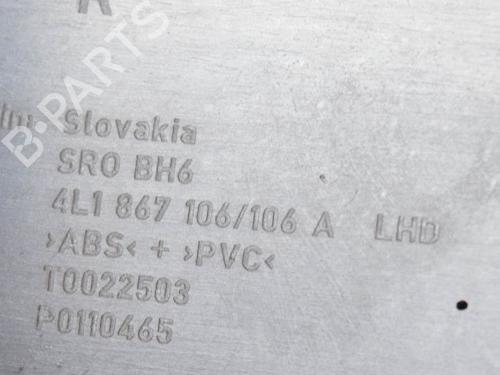 Slovakia
SRO BH6
4L1 867 106/106 A LHD
>ABS< + >PVC<
T0022503
P0110465
B-PARTS